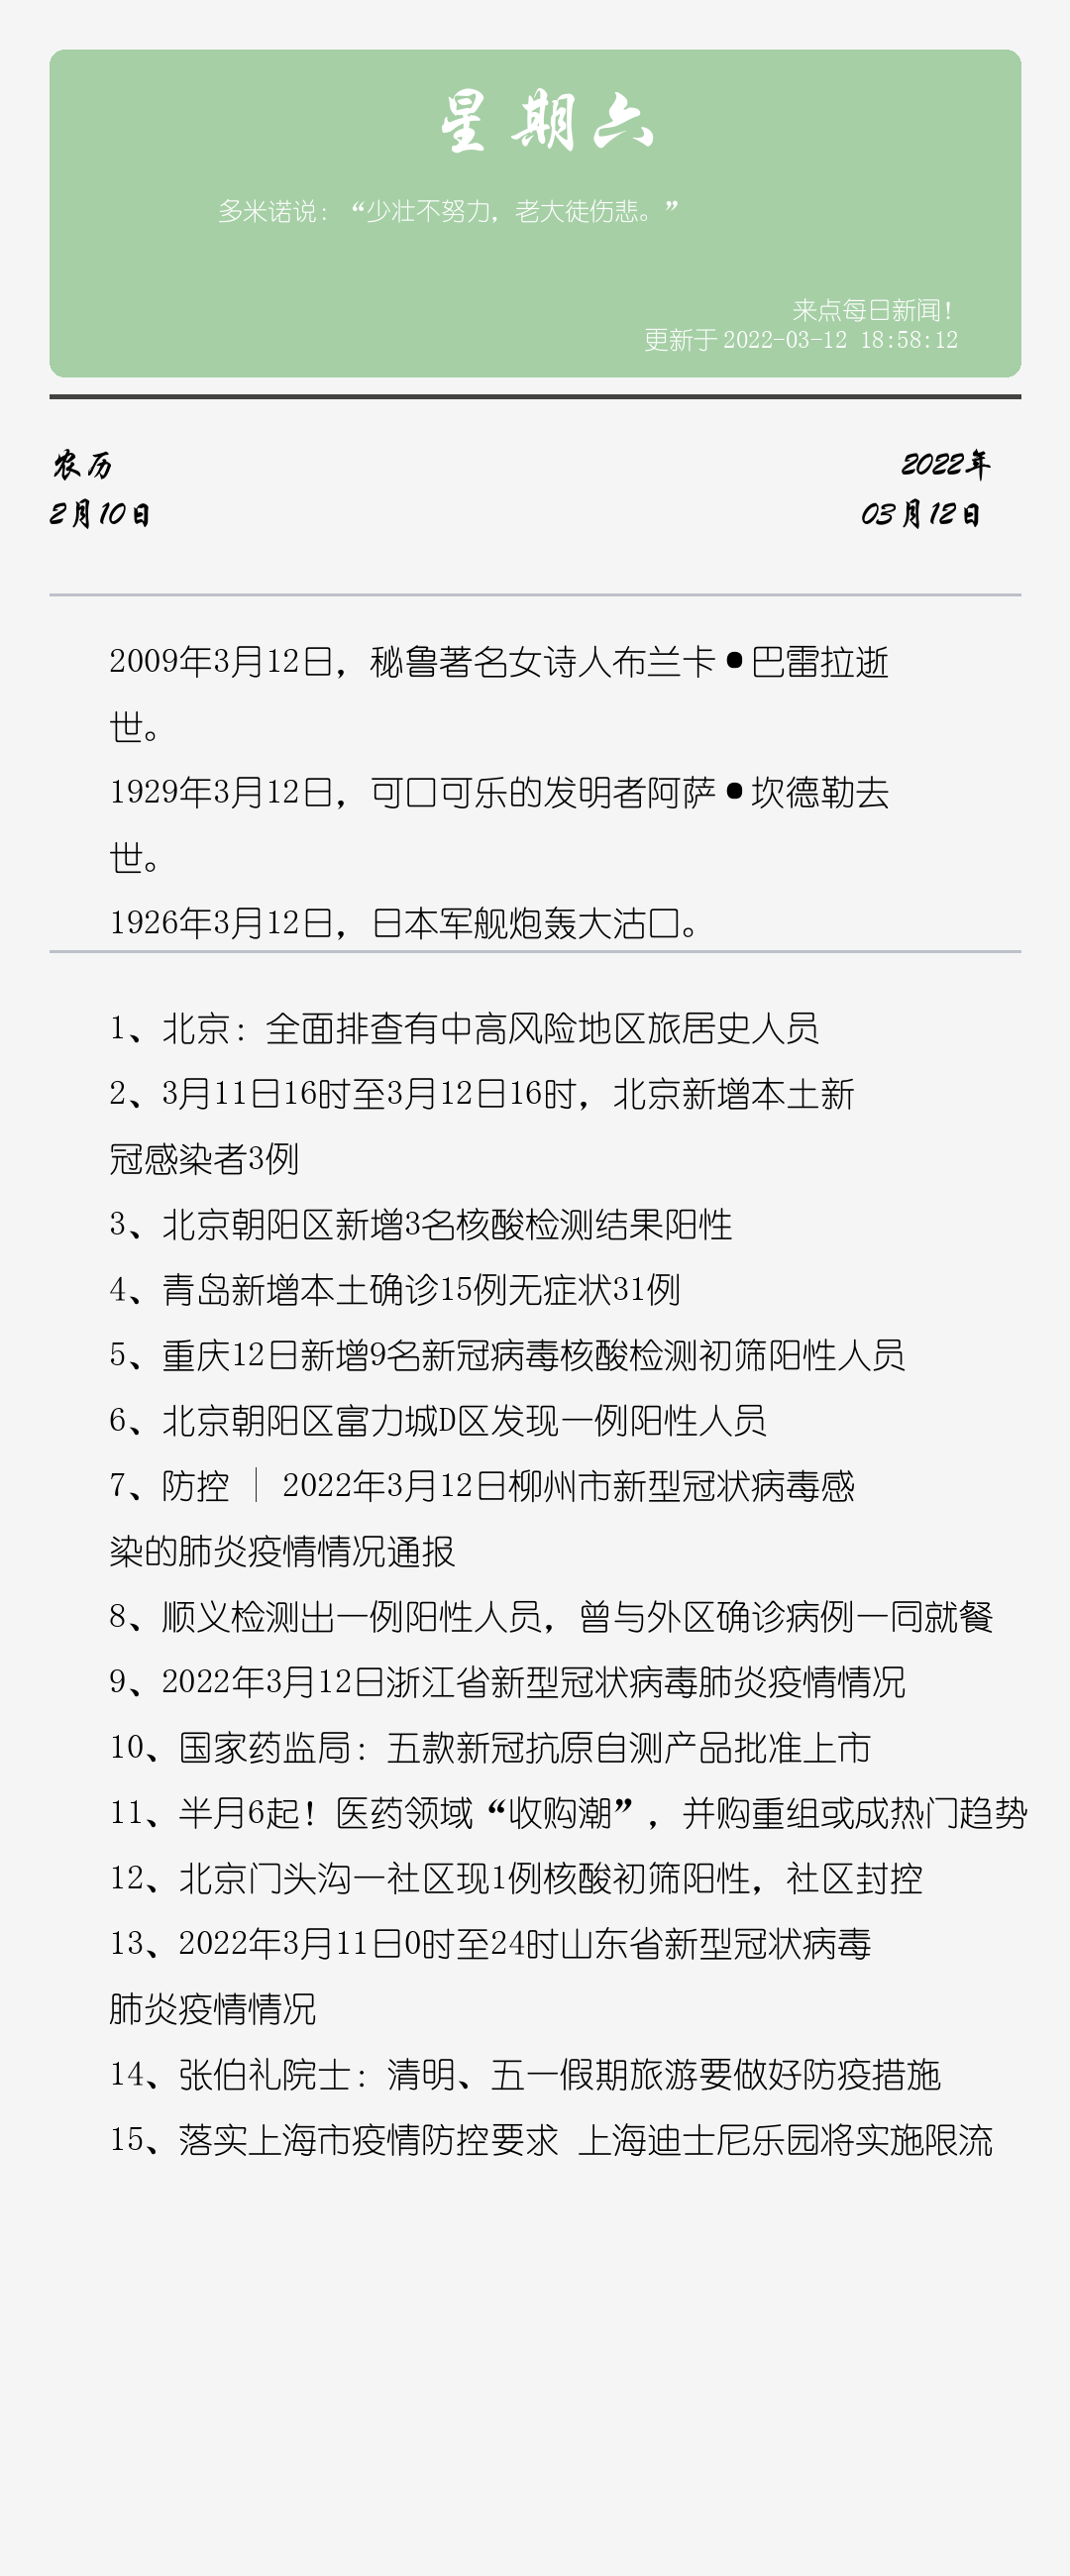 星期六
多米诺说：“少壮不努力，老大徒伤悲。”
来点每日新闻！
更新于 2022-03-12 18:58:12
农历
2月10日
2022年
03月12日
2009年3月12日，秘鲁著名女诗人布兰卡•巴雷拉逝
世。
1929年3月12日，可口可乐的发明者阿萨•坎德勒去
世。
1926年3月12日，日本军舰炮轰大沽口。
1、北京：全面排查有中高风险地区旅居史人员
2、3月11日16时至3月12日16时，北京新增本土新
冠感染者3例
3、北京朝阳区新增3名核酸检测结果阳性
4、青岛新增本土确诊15例无症状31例
5、重庆12日新增9名新冠病毒核酸检测初筛阳性人员
6、北京朝阳区富力城D区发现一例阳性人员
7、防控｜2022年3月12日柳州市新型冠状病毒感
染的肺炎疫情情况通报
8、顺义检测出一例阳性人员，曾与外区确诊病例一同就餐
9、2022年3月12日浙江省新型冠状病毒肺炎疫情情况
10、国家药监局：五款新冠抗原自测产品批准上市
11、半月6起！医药领域“收购潮”，并购重组或成热门趋势
12、北京门头沟一社区现1例核酸初筛阳性，社区封控
13、2022年3月11日0时至24时山东省新型冠状病毒
肺炎疫情情况
14、张伯礼院士：清明、五一假期旅游要做好防疫措施
15、落实上海市疫情防控要求 上海迪士尼乐园将实施限流